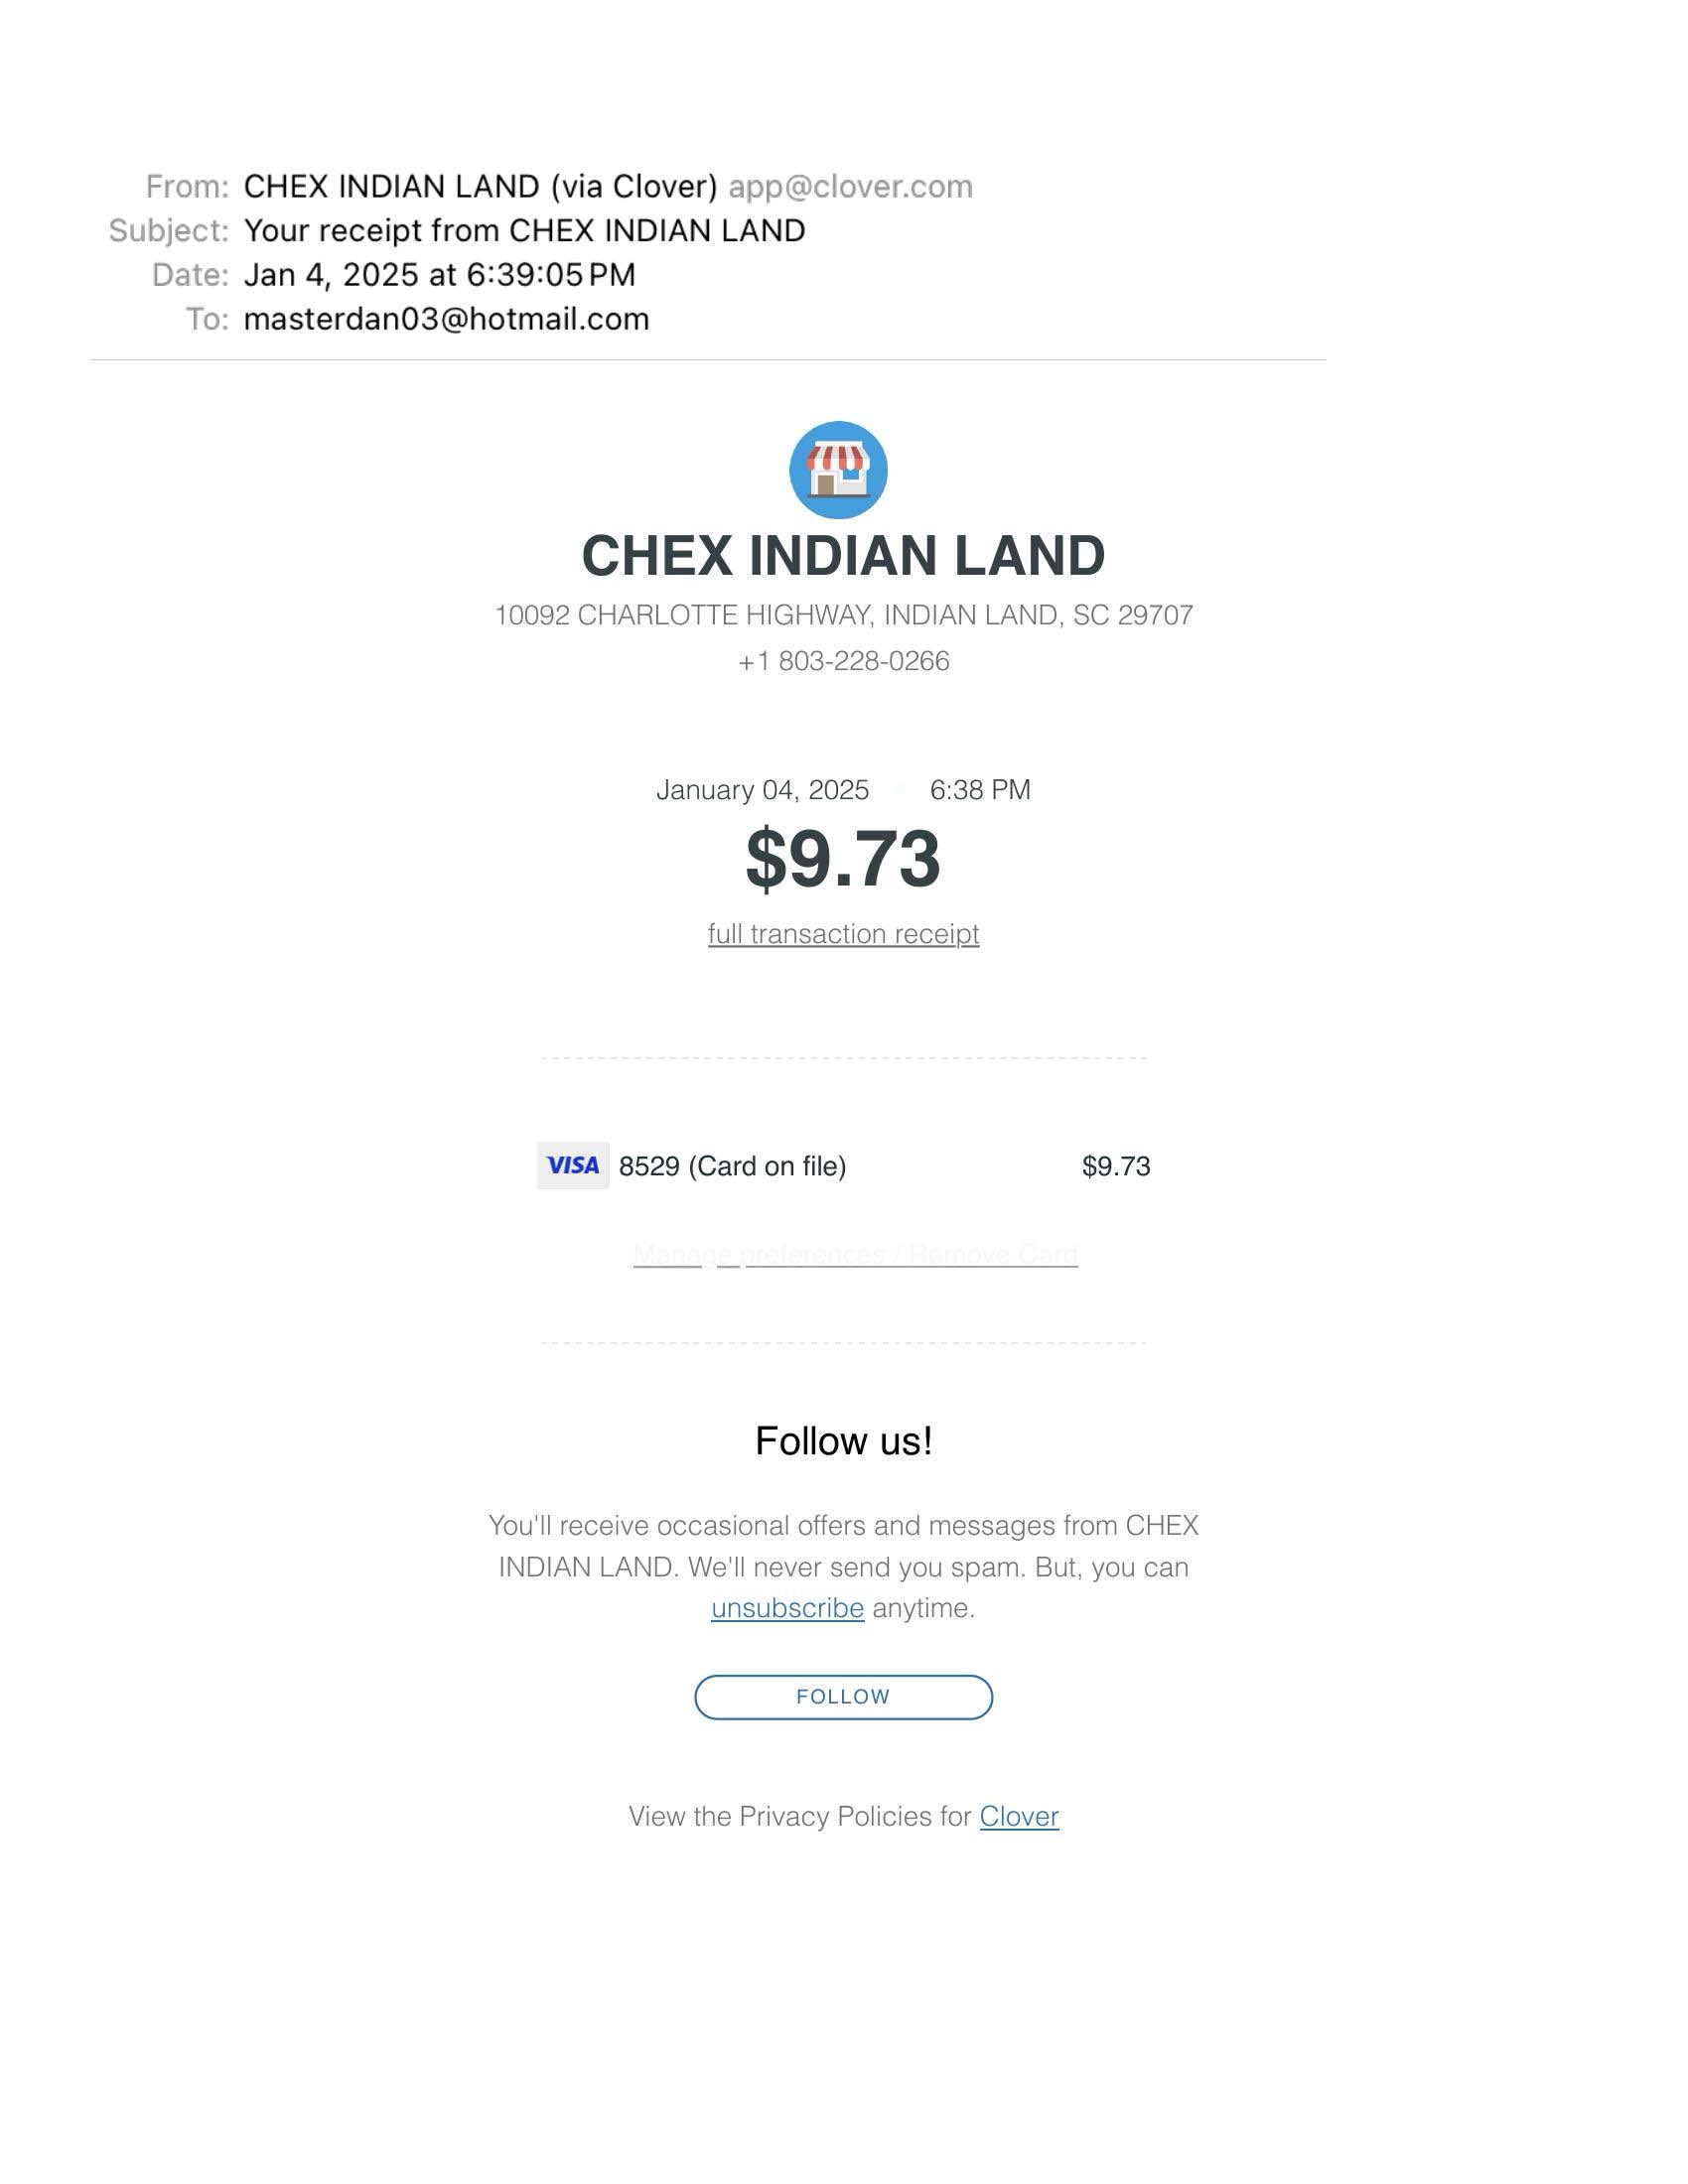 From: CHEX INDIAN LAND (via Clover) app@clover.com
Subject: Your receipt from CHEX INDIAN LAND
Date: Jan 4, 2025 at 6:39:05 PM
To: masterdan03@hotmail.com
CHEX INDIAN LAND
10092 CHARLOTTE HIGHWAY, INDIAN LAND, SC 29707
+1 803-228-0266
January 04, 2025 6:38 PM
$9.73
full transaction receipt
VISA 8529 (Card on file) $9.73
Manage preferences / Remove Card
Follow us!
You'll receive occasional offers and messages from CHEX
INDIAN LAND. We'll never send you spam. But, you can
unsubscribe anytime.
FOLLOW
View the Privacy Policies for Clover